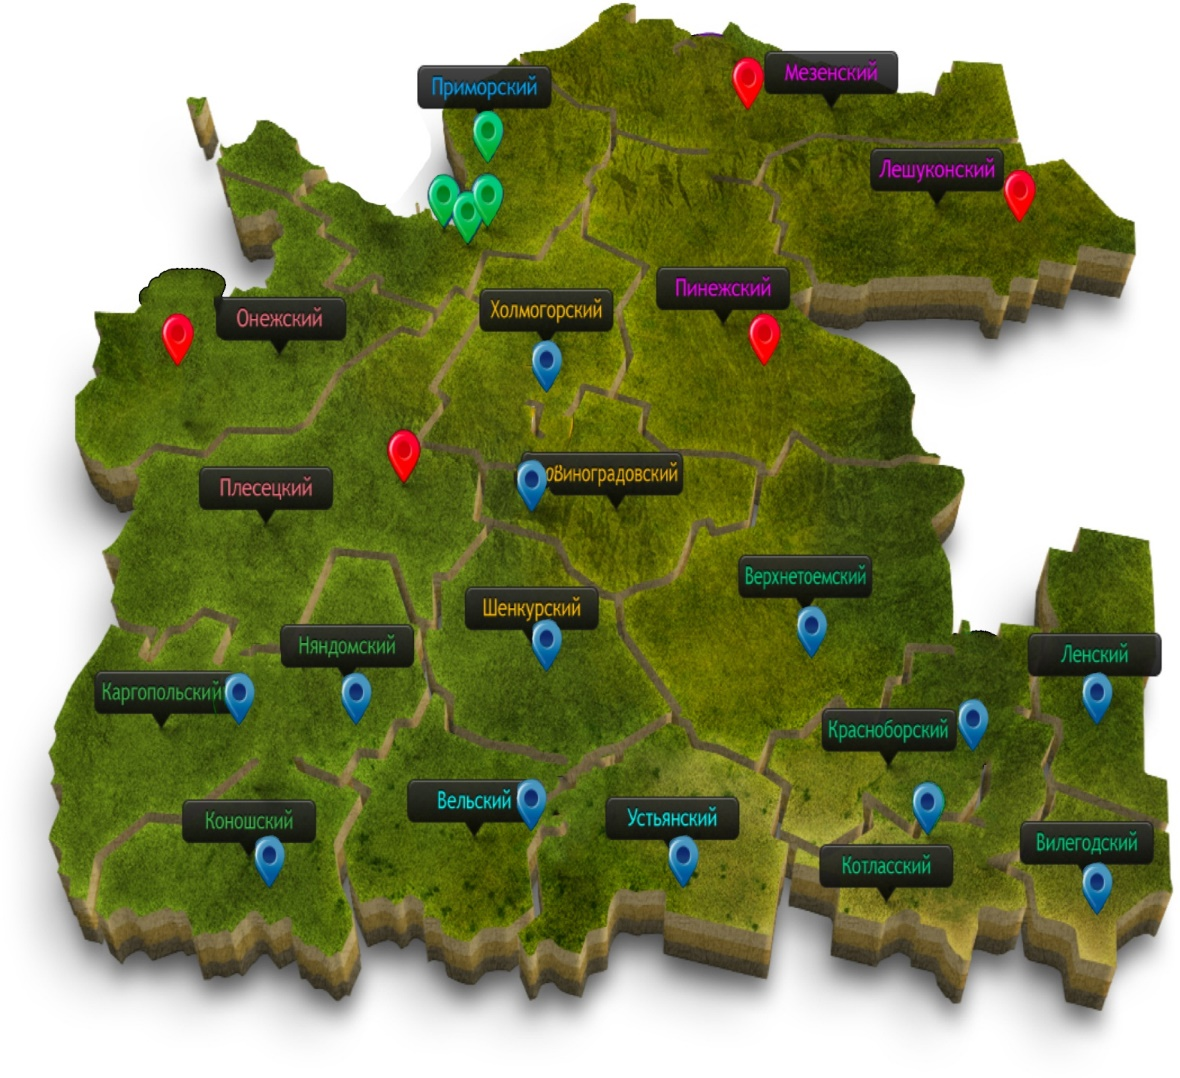 Мезенский
Приморский
Лешуконский
Пинежский
Холмогорский
Онежский
Виноградовский
Плесецкий
Верхнетоемский
Шенкурский
Няндомский
Ленский
Каргопольский
Красноборский
Вельский
Устьянский
Коношский
Вилегодский
Котласский